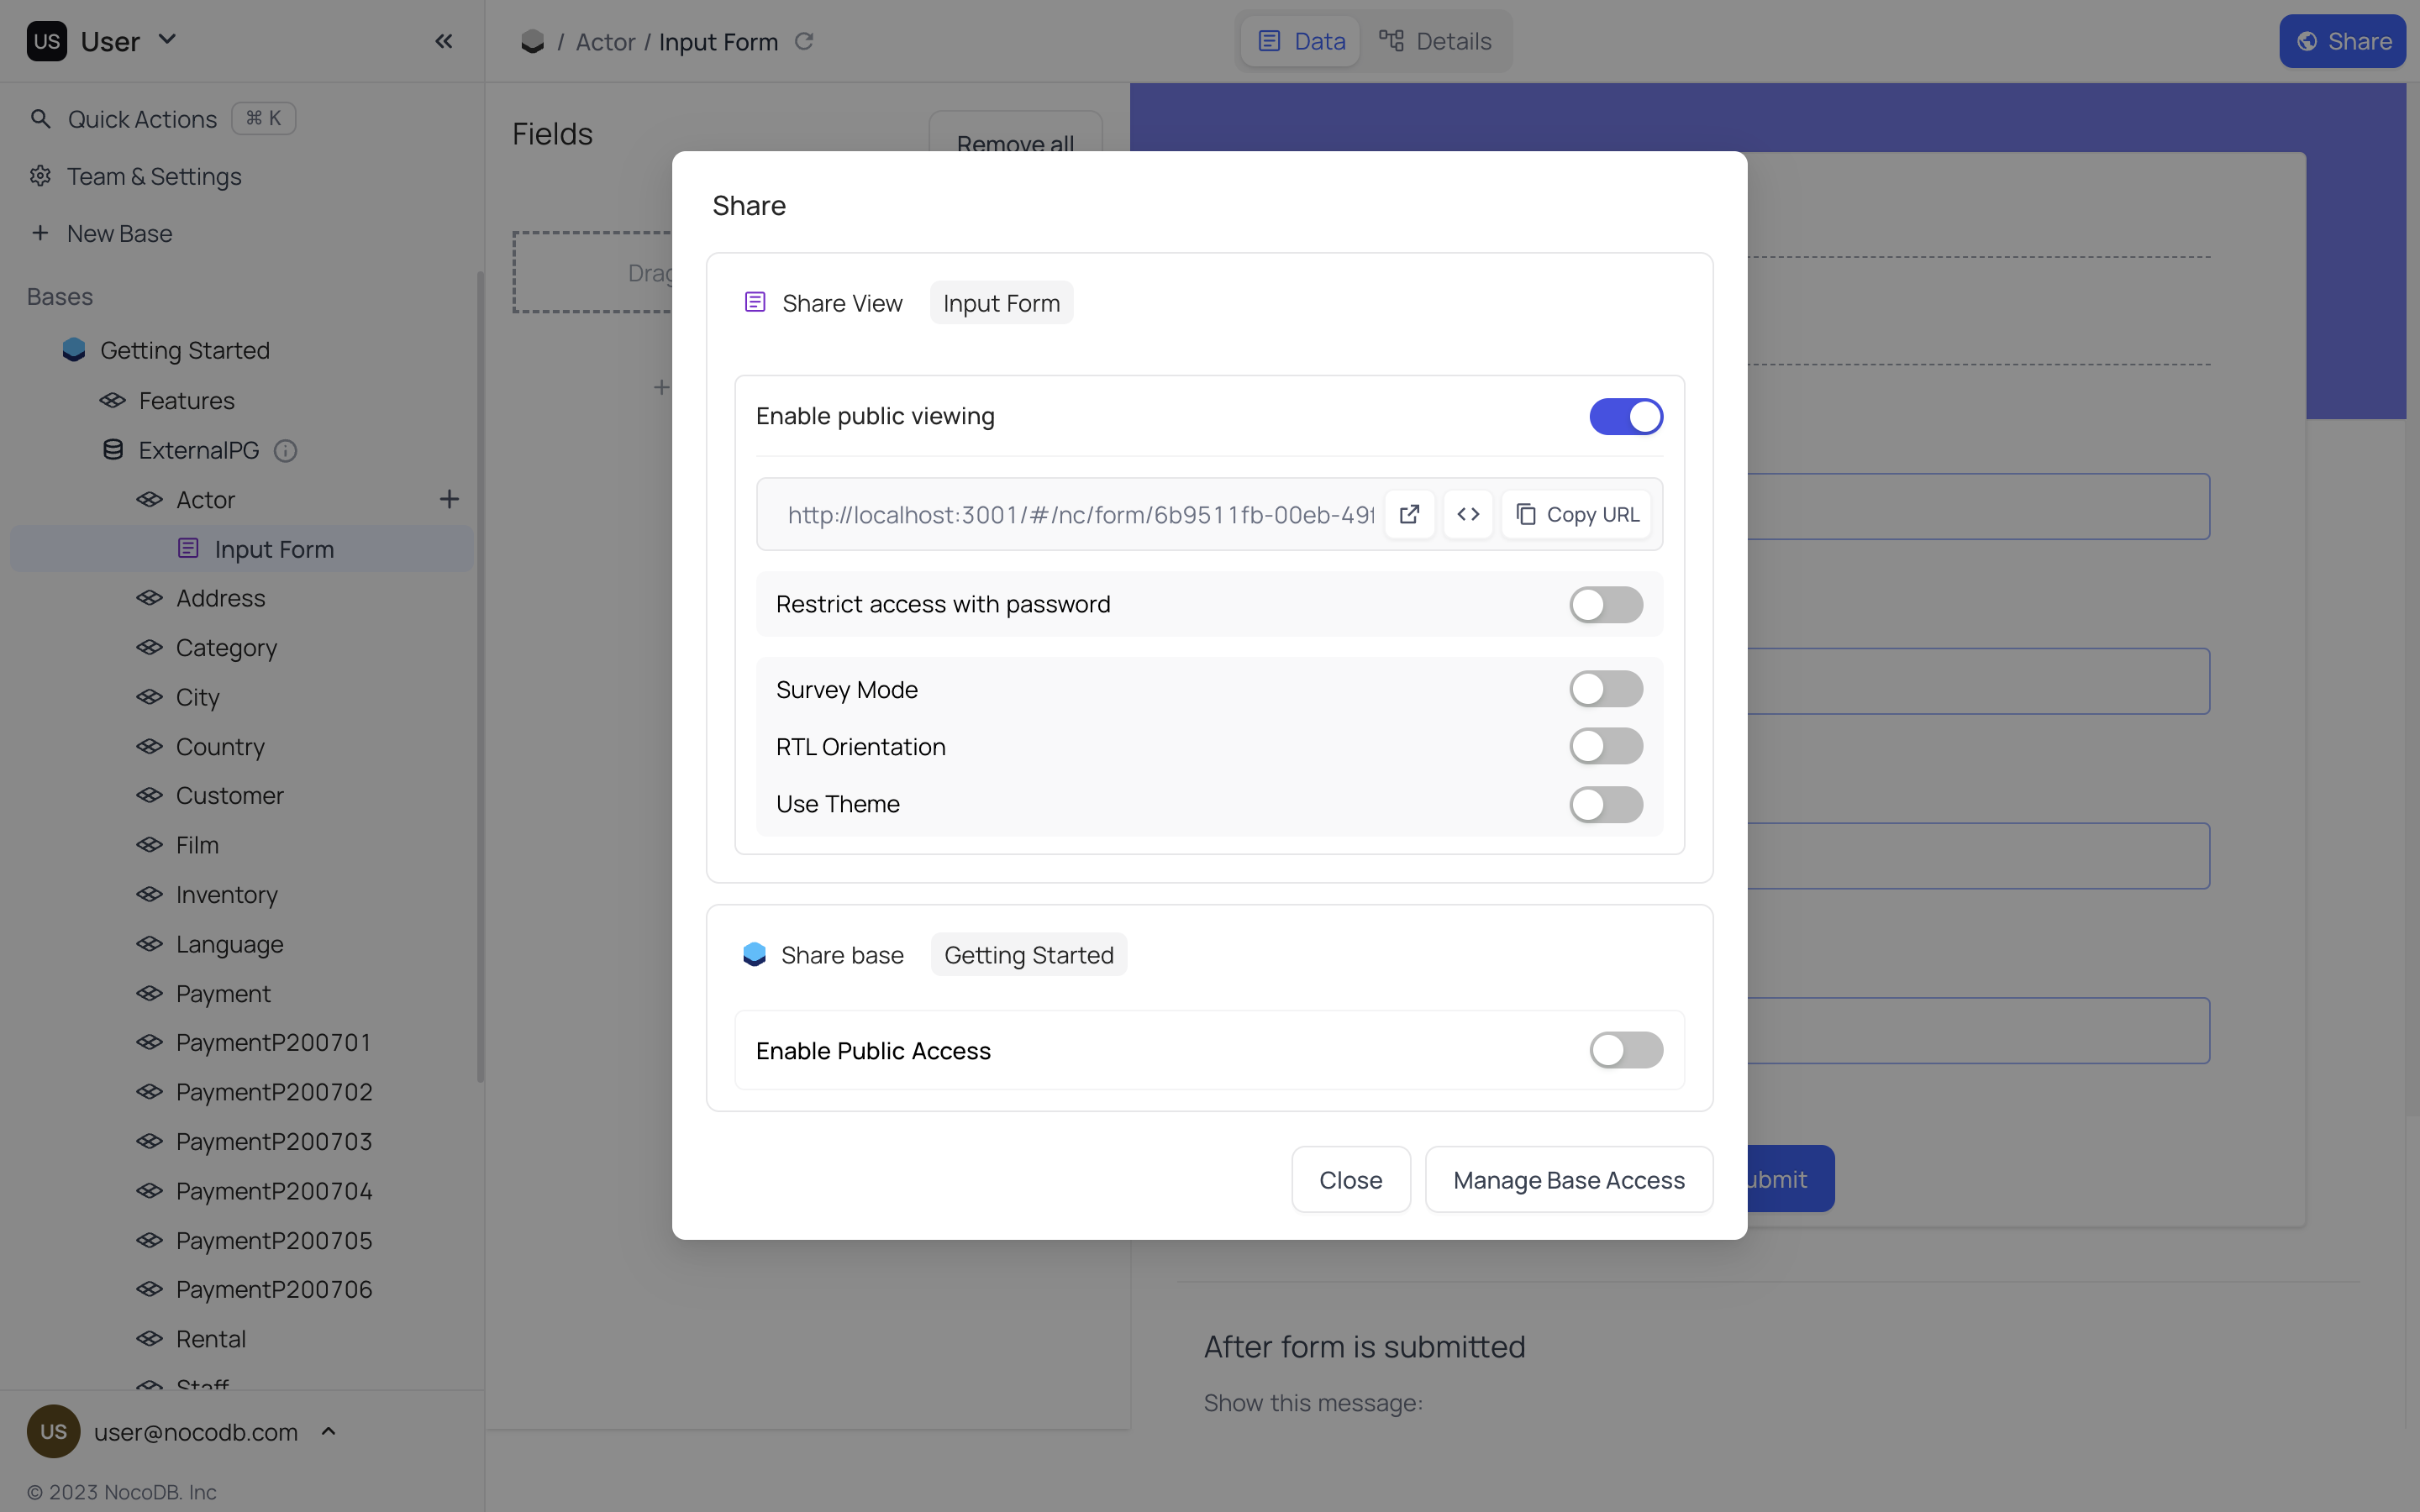 US User
/ Actor / Input Form
Data
Details
Share
Quick Actions
⌘ K
Team & Settings
New Base
Bases
Getting Started
Features
ExternalPG
Actor
Input Form
Address
Category
City
Country
Customer
Film
Inventory
Language
Payment
PaymentP200701
PaymentP200702
PaymentP200703
PaymentP200704
PaymentP200705
PaymentP200706
Rental
Staff
US user@nocodb.com
© 2023 NocoDB. Inc
Fields
Remove all
Drag
Share
Share View
Input Form
Enable public viewing
http://localhost:3001/#/nc/form/6b9511fb-00eb-49f
Copy URL
Restrict access with password
Survey Mode
RTL Orientation
Use Theme
Share base
Getting Started
Enable Public Access
Close
Manage Base Access
ubmit
After form is submitted
Show this message: